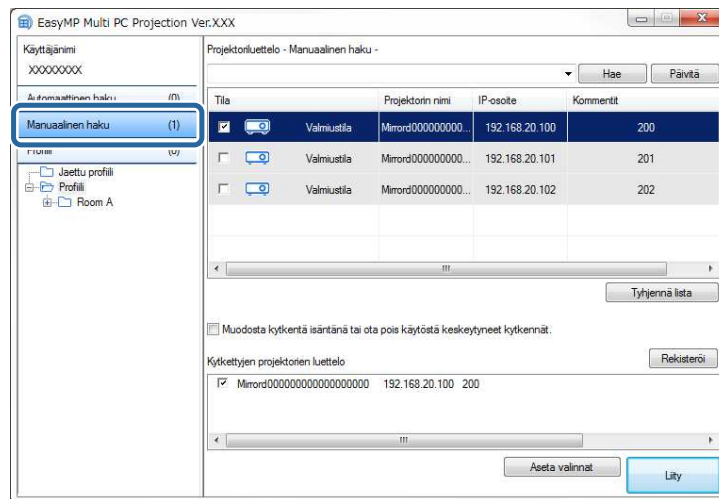 EasyMP Multi PC Projection Ver.XXX
Käyttäjänimi
XXXXXXXX
Automaattinen haku (0)
Manuaalinen haku (1)
Profiili (0)
Jaettu profiili
Profiili
Room A
Projektoriluettelo - Manuaalinen haku -
Hae Päivitä
Tila Projektorin nimi IP-osoite Kommentit
Valmiustila Mirrord000000000... 192.168.20.100 200
Valmiustila Mirrord000000000... 192.168.20.101 201
Valmiustila Mirrord000000000... 192.168.20.102 202
Tyhjennä lista
Muodosta kytkentä isäntänä tai ota pois käytöstä keskeytyneet kytkennät.
Kytkettyjen projektorien luettelo Rekisteröi
Mirrord000000000000000000 192.168.20.100 200
Aseta valinnat Liity